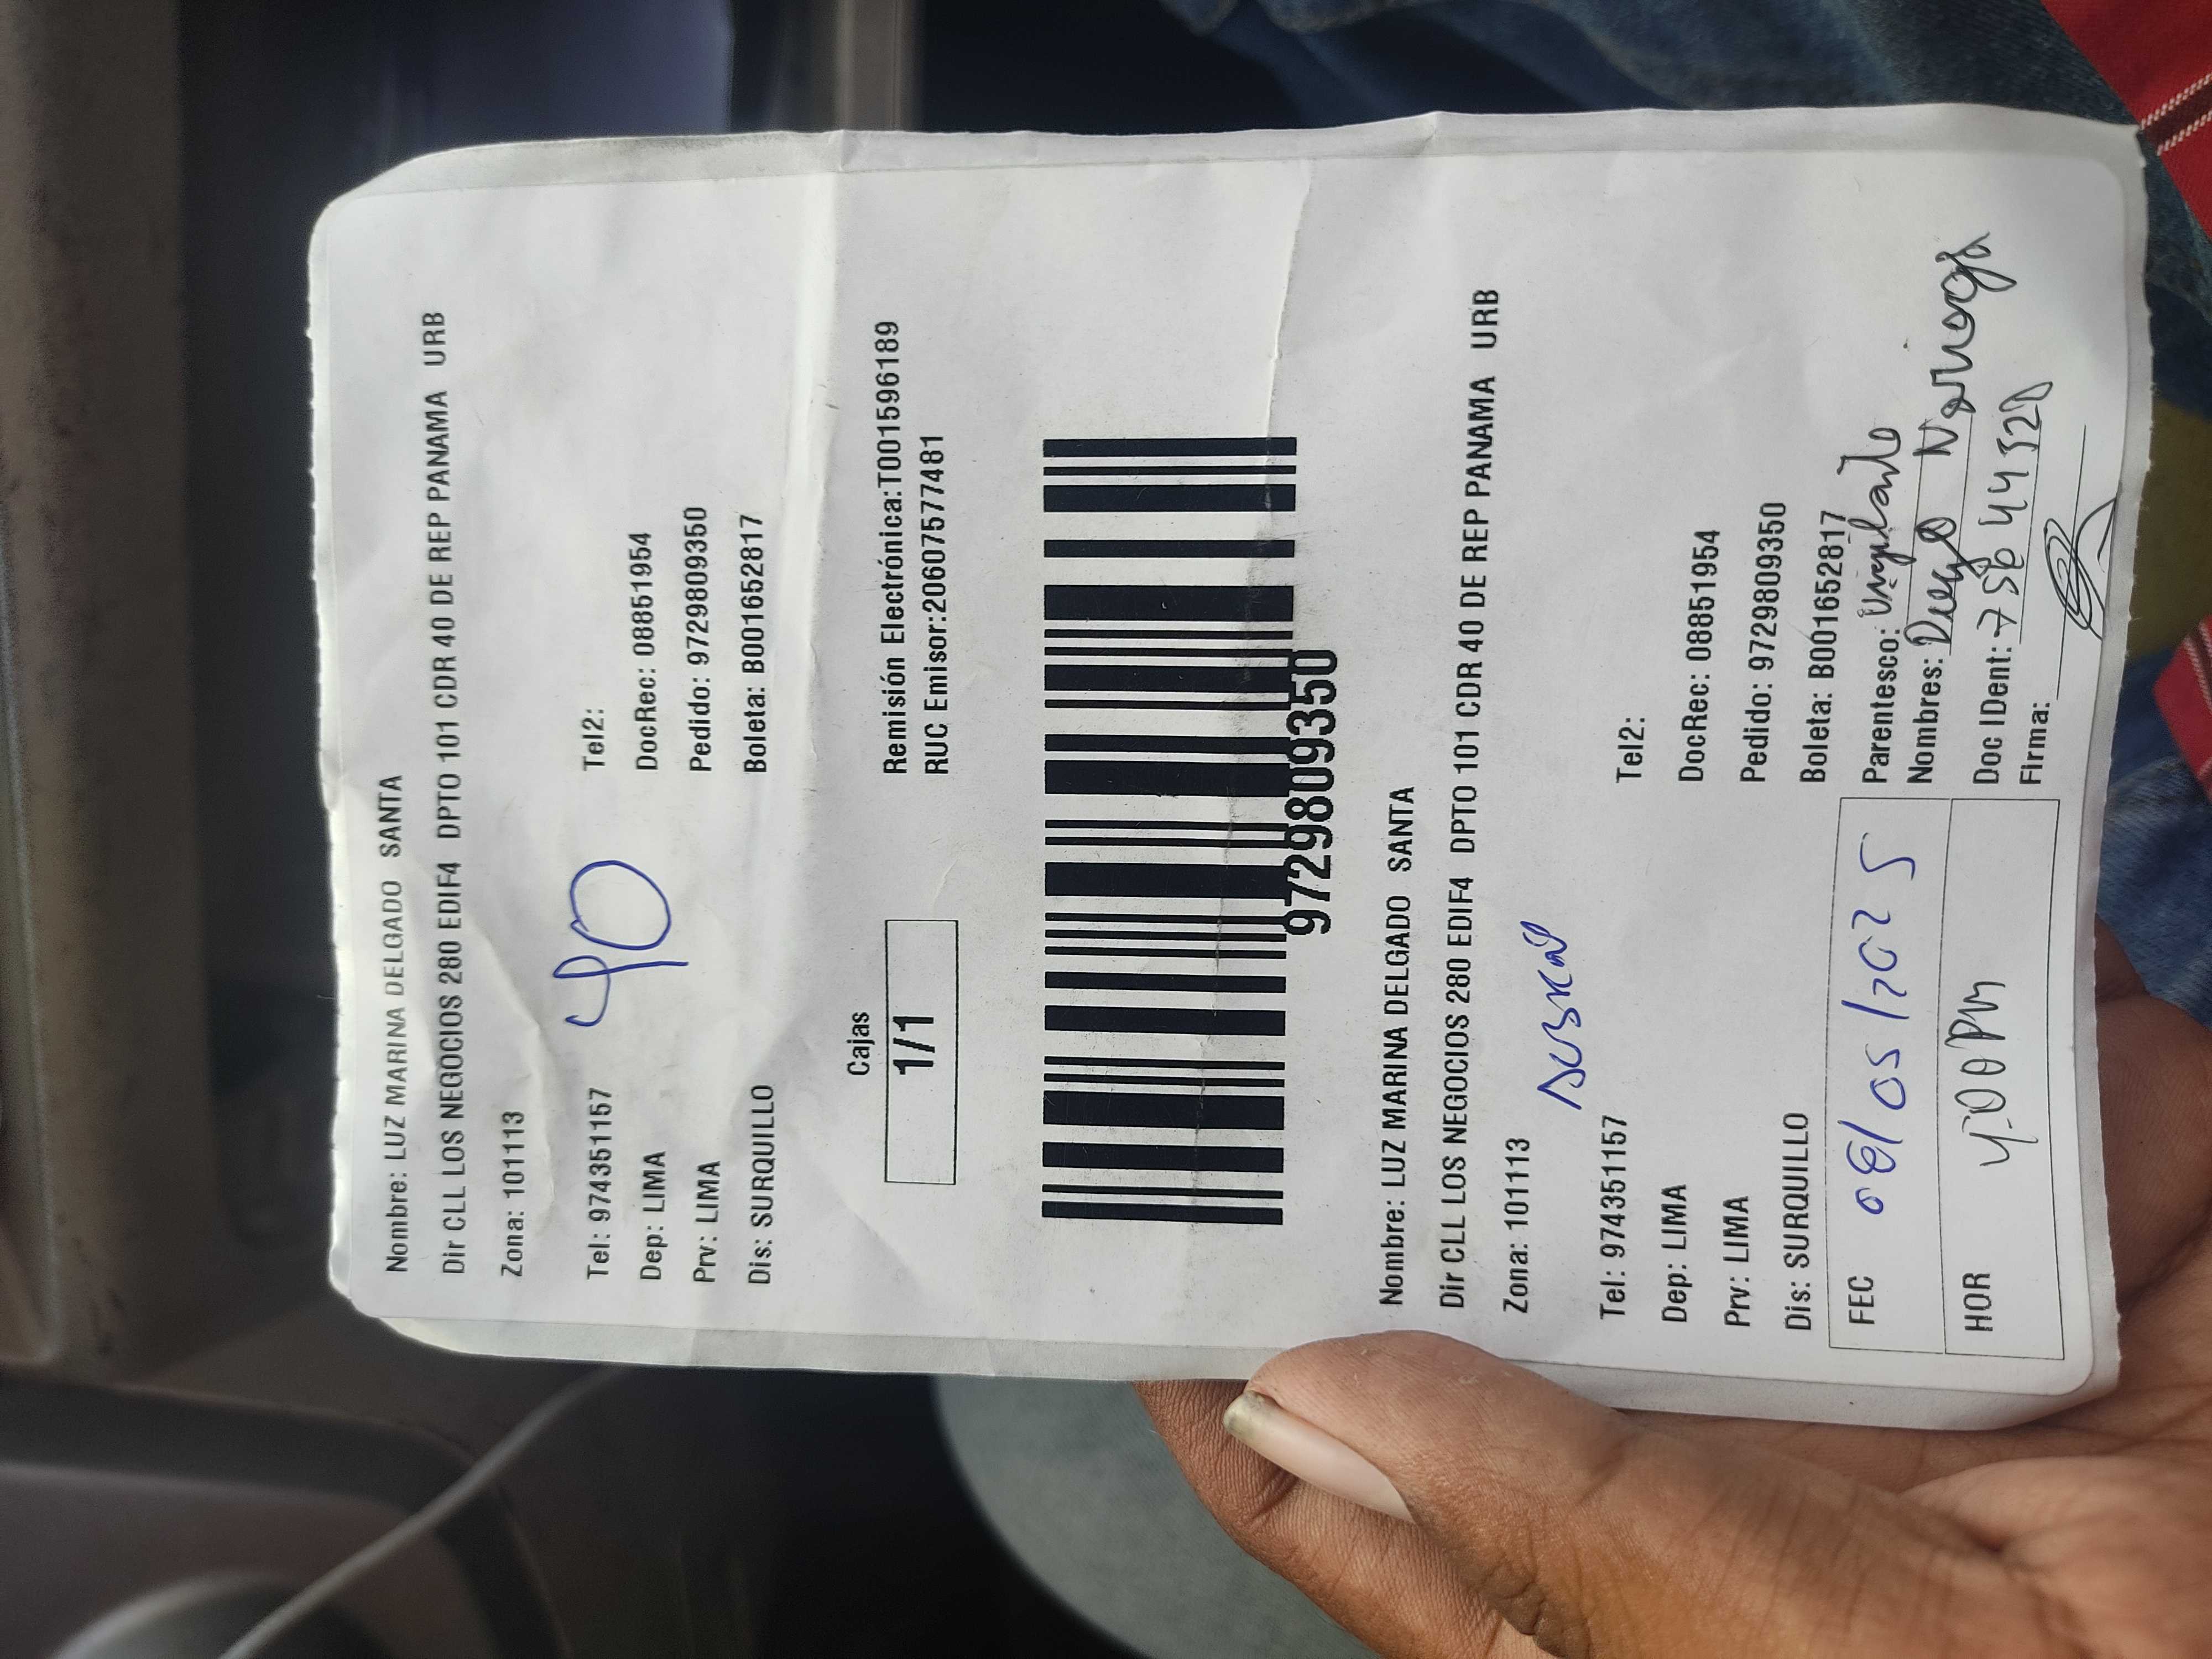 Nombre: LUZ MARINA DELGADO SANTA
Dir CLL LOS NEGOCIOS 280 EDIF4 DPTO 101 CDR 40 DE REP PANAMA URB
Zona: 101113
40
Tel: 974351157 Tel2:
Dep: LIMA DocRec: 08851954
Prv: LIMA Pedido: 9729809350
Dis: SURQUILLO Boleta: B001652817
Cajas
1/1
Remisión Electrónica:T001596189
RUC Emisor:20607577481
9729809350
Nombre: LUZ MARINA DELGADO SANTA
Dir CLL LOS NEGOCIOS 280 EDIF4 DPTO 101 CDR 40 DE REP PANAMA URB
Zona: 101113
Tel: 974351157 Tel2:
Dep: LIMA DocRec: 08851954
Prv: LIMA Pedido: 9729809350
Dis: SURQUILLO Boleta: B001652817
FEC 08/05/2025
Parentesco: Vigilante
Nombres: Diego
HOR 4:00 PM
Doc IDent:
Firma: